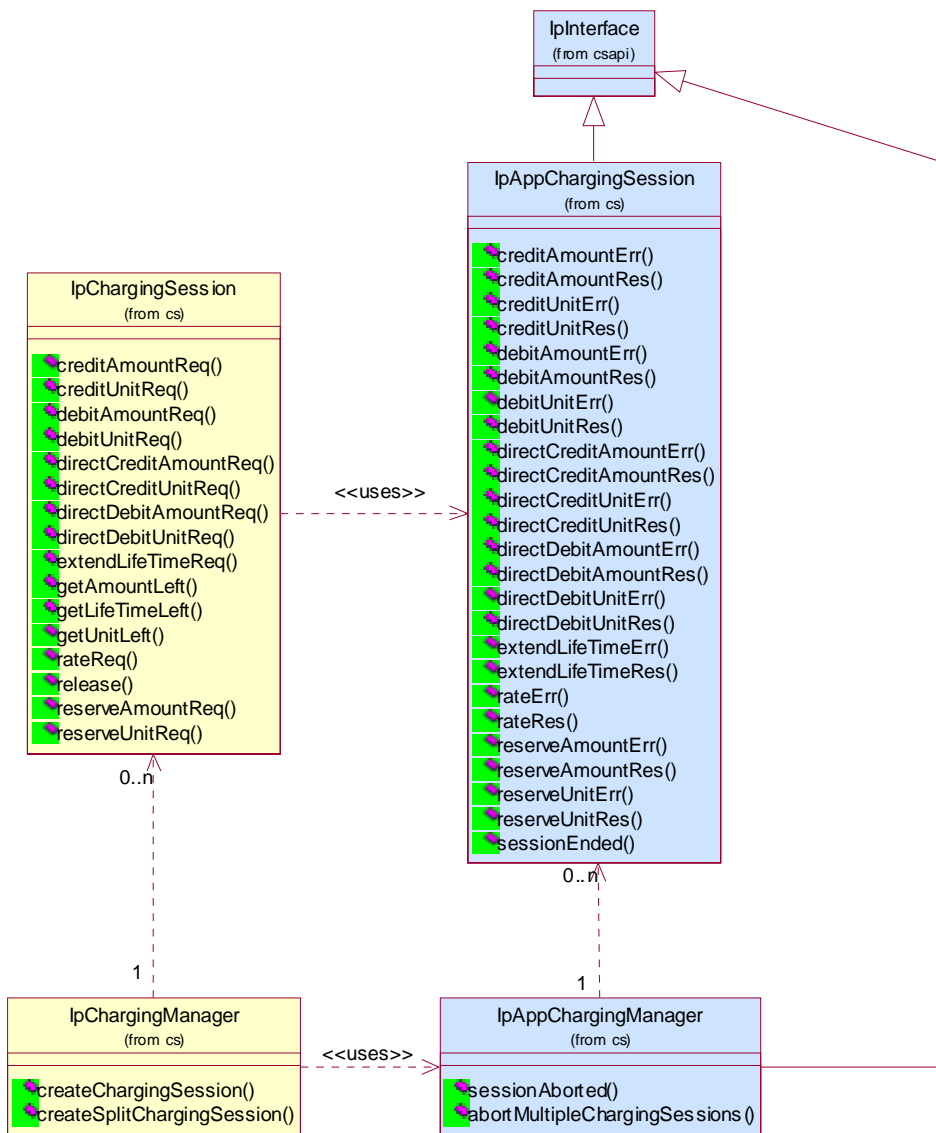 IpInterface
(from csapi)
IpAppChargingSession
(from cs)
creditAmountErr()
creditAmountRes()
creditUnitErr()
creditUnitRes()
debitAmountErr()
debitAmountRes()
debitUnitErr()
debitUnitRes()
directCreditAmountErr()
directCreditAmountRes()
directCreditUnitErr()
directCreditUnitRes()
directDebitAmountErr()
directDebitAmountRes()
directDebitUnitErr()
directDebitUnitRes()
extendLifeTimeErr()
extendLifeTimeRes()
rateErr()
rateRes()
reserveAmountErr()
reserveAmountRes()
reserveUnitErr()
reserveUnitRes()
sessionEnded()
IpChargingSession
(from cs)
creditAmountReq()
creditUnitReq()
debitAmountReq()
debitUnitReq()
directCreditAmountReq()
directCreditUnitReq()
directDebitAmountReq()
directDebitUnitReq()
extendLifeTimeReq()
getAmountLeft()
getLifeTimeLeft()
getUnitLeft()
rateReq()
release()
reserveAmountReq()
reserveUnitReq()
<<uses>>
0..n
0..n
1
1
IpChargingManager
(from cs)
createChargingSession()
createSplitChargingSession()
<<uses>>
IpAppChargingManager
(from cs)
sessionAborted()
abortMultipleChargingSessions()